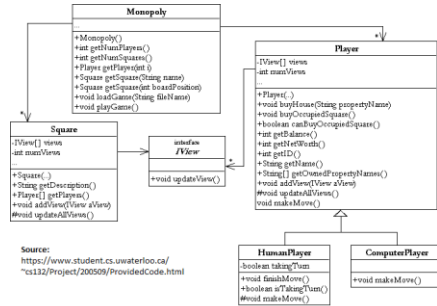 Monopoly
...
+Monopoly()
+int getNumPlayers()
+int getNumSquares()
+Player getPlayer(int i)
+Square getSquare(String name)
+Square getSquare(int boardPosition)
+void loadGame(String fileName)
+void playGame()
*
*
Player
-IView[] views
-int numViews
...
+Player(..)
+void buyHouse(String propertyName)
+void buyOccupiedSquare()
+boolean canBuyOccupiedSquare()
+int getBalance()
+int getNetWorth()
+int getID()
+String getName()
+String[] getOwnedPropertyNames()
+void addView(IView aView)
#void updateAllViews()
void makeMove()
Square
-IView[] views
-int numViews
...
+Square(..)
+String getDescription()
+Player[] getPlayers()
+void addView(IView aView)
#void updateAllViews()
interface
IView
+void updateView()
*
HumanPlayer
-boolean takingTurn
+void finishMove()
+boolean isTakingTurn()
#void makeMove()
ComputerPlayer
+void makeMove()
Source:
https://www.student.cs.uwaterloo.ca/
~cs132/Project/200509/ProvidedCode.html